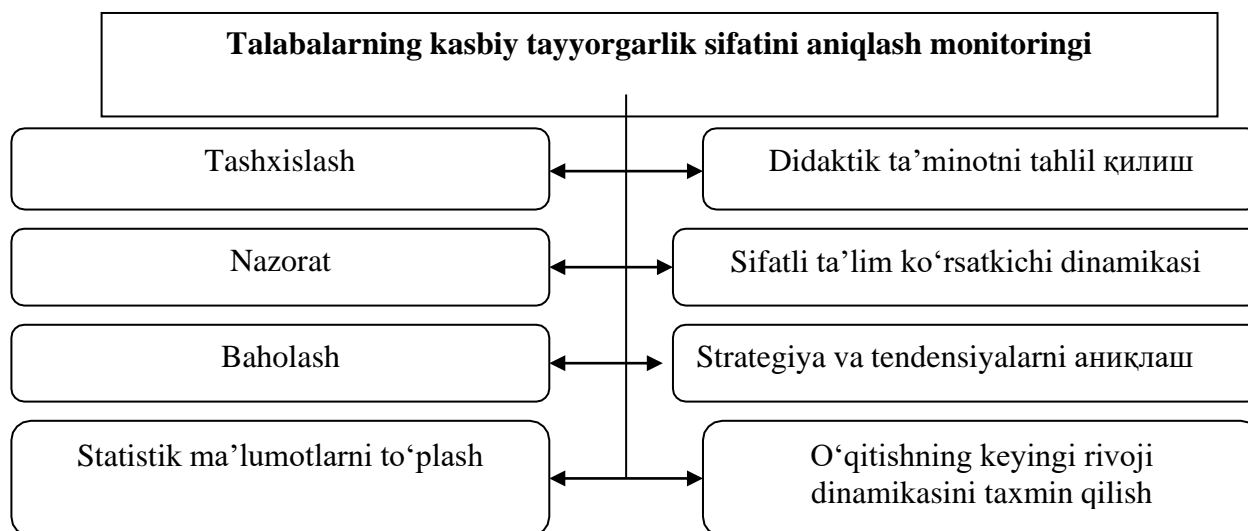 Talabalarning kasbiy tayyorgarlik sifatini aniqlash monitoringi
Tashxislash
Didaktik ta’minotni tahlil қилиш
Nazorat
Sifatli ta’lim ko‘rsatkichi dinamikasi
Baholash
Strategiya va tendensiyalarni аниқлаш
Statistik ma’lumotlarni to‘plash
O‘qitishning keyingi rivoji
dinamikasini taxmin qilish